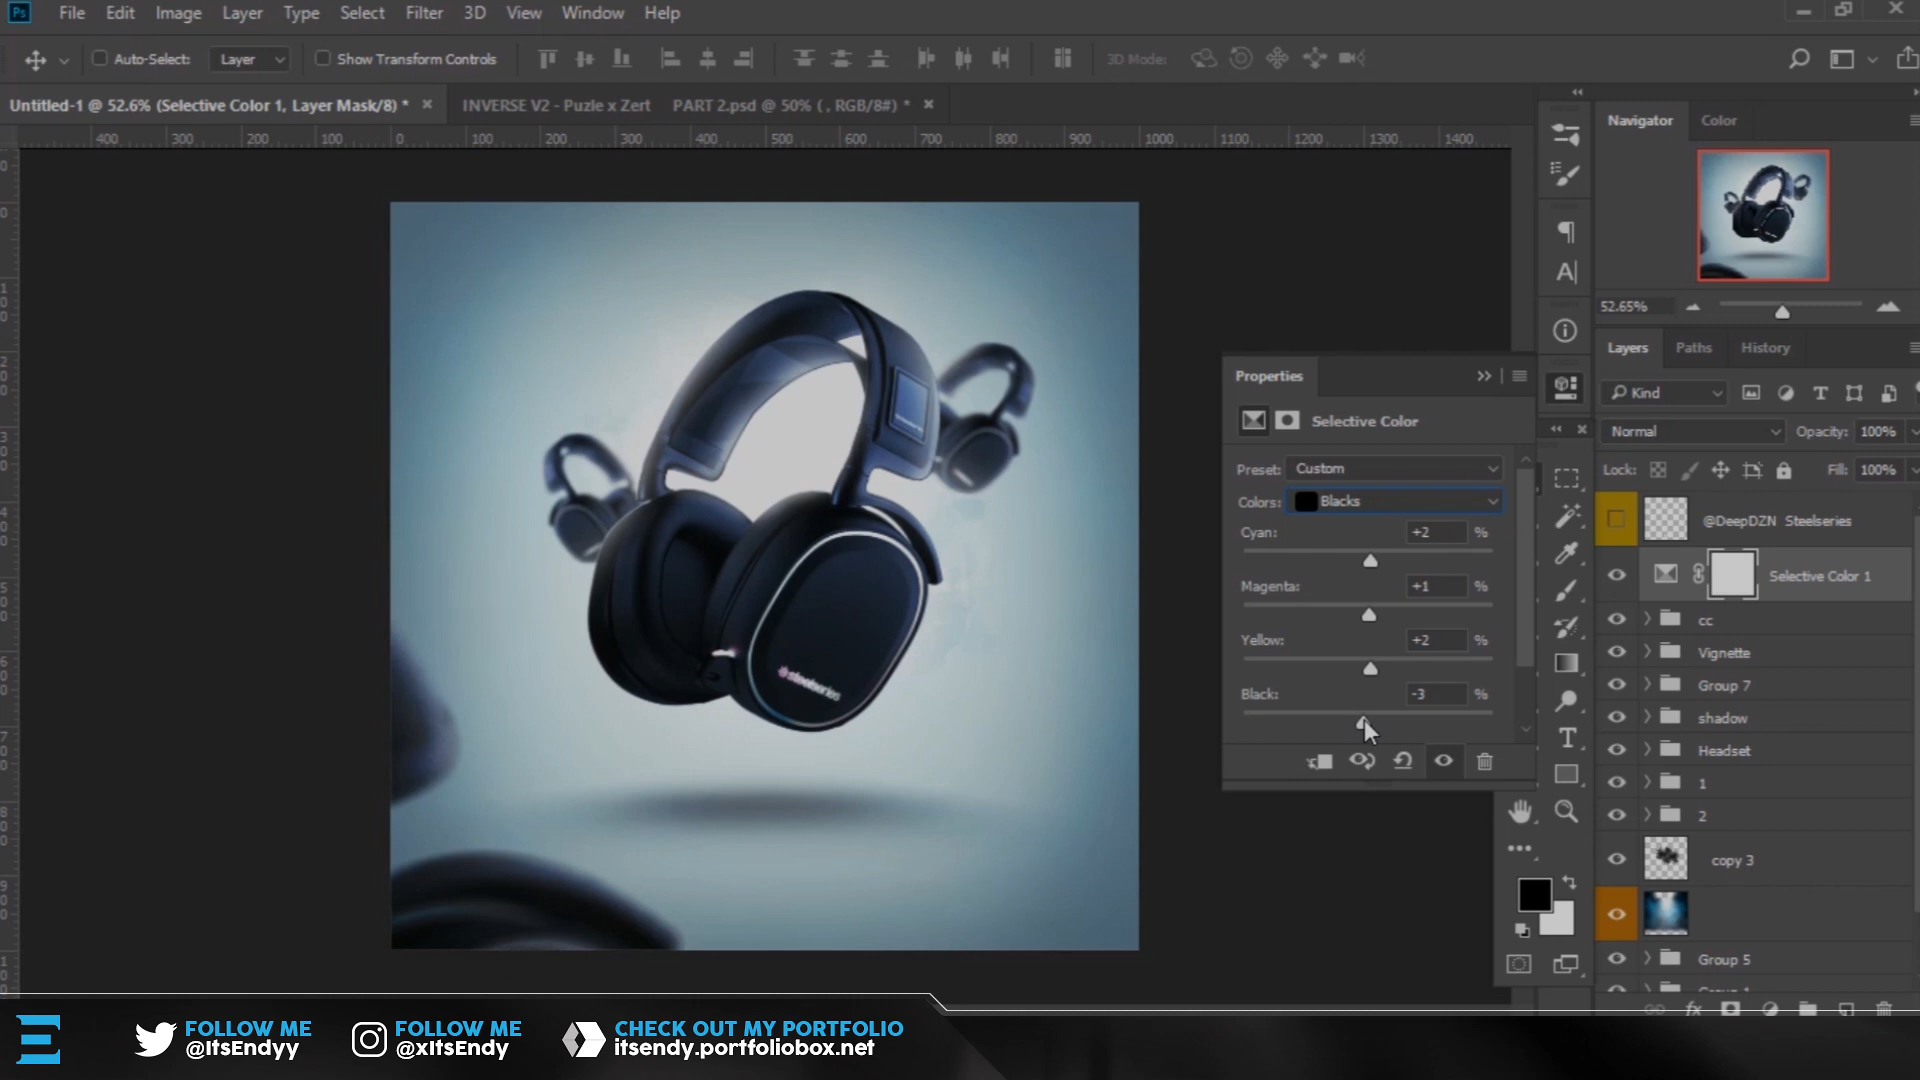 Ps File Edit Image Layer Type Select Filter 3D View Window Help
Auto-Select: Layer Show Transform Controls 3D Mode:
Untitled-1 @ 52.6% (Selective Color 1, Layer Mask/8) * INVERSE V2 - Puzle x Zert PART 2.psd @ 50% ( , RGB/8#) *
400 300 200 100 0 100 200 300 400 500 600 700 800 900 1000 1100 1200 1300 1400
Navigator Color
52.65%
Layers Paths History
Kind
Normal Opacity: 100%
Lock: Fill: 100%
@DeepDZN Steelseries
Selective Color 1
cc
Vignette
Group 7
shadow
Headset
1
2
copy 3
Group 5
Properties
Selective Color
Preset: Custom
Colors: Blacks
Cyan: +2 %
Magenta: +1 %
Yellow: +2 %
Black: -3 %
steelseries
FOLLOW ME
@ItsEndyy
FOLLOW ME
@xItsEndy
CHECK OUT MY PORTFOLIO
itsendy.portfoliobox.net